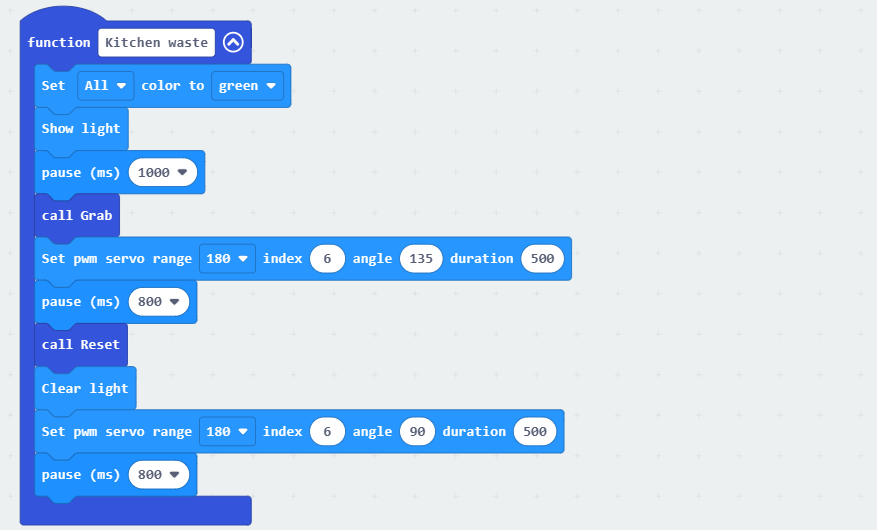 function Kitchen waste
Set All color to green
Show light
pause (ms) 1000
call Grab
Set pwm servo range 180 index 6 angle 135 duration 500
pause (ms) 800
call Reset
Clear light
Set pwm servo range 180 index 6 angle 90 duration 500
pause (ms) 800